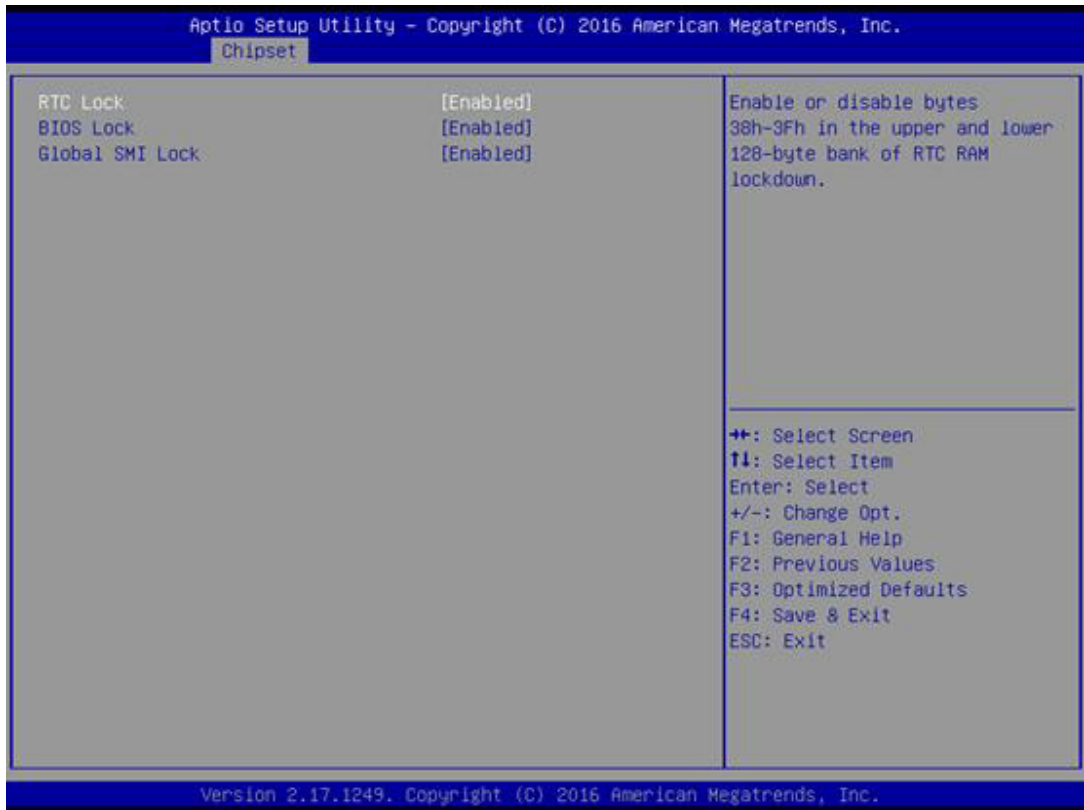 Aptio Setup Utility – Copyright (C) 2016 American Megatrends, Inc.
Chipset
RTC Lock [Enabled]
BIOS Lock [Enabled]
Global SMI Lock [Enabled]
Enable or disable bytes
38h-3Fh in the upper and lower
128-byte bank of RTC RAM
lockdown.
→←: Select Screen
↑↓: Select Item
Enter: Select
+/-: Change Opt.
F1: General Help
F2: Previous Values
F3: Optimized Defaults
F4: Save & Exit
ESC: Exit
Version 2.17.1249. Copyright (C) 2016 American Megatrends, Inc.